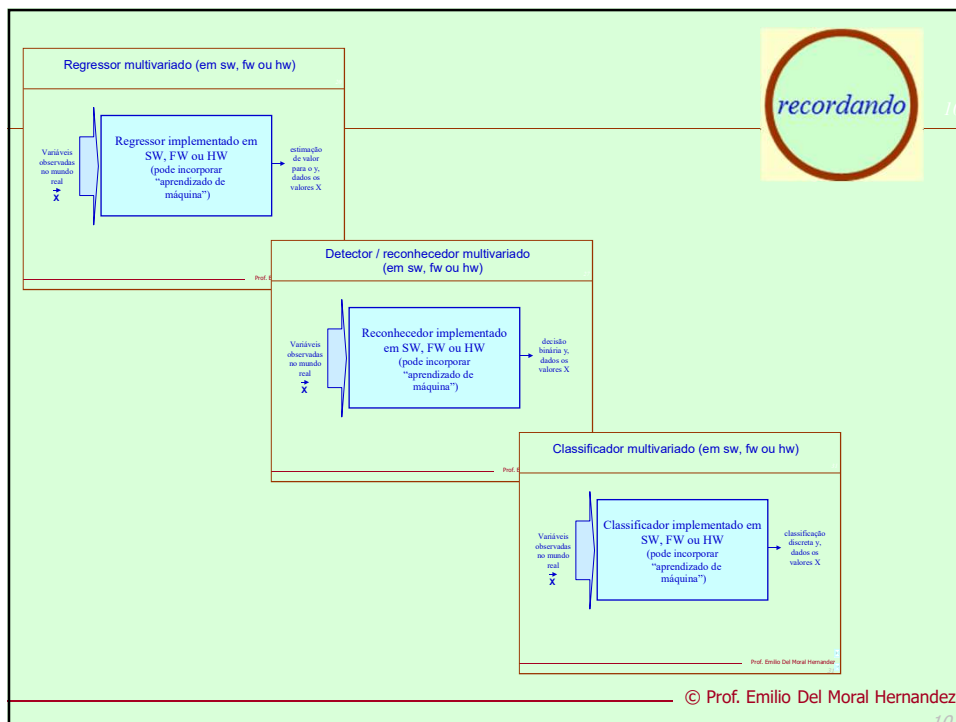 Regressor multivariado (em sw, fw ou hw)
recordando
10
Variáveis
observadas
no mundo
real
X
Regressor implementado em
SW, FW ou HW
(pode incorporar
“aprendizado de
máquina”)
estimação
de valor
para o y,
dados os
valores X
Prof. E
Detector / reconhecedor multivariado
(em sw, fw ou hw)
Variáveis
observadas
no mundo
real
X
Reconhecedor implementado
em SW, FW ou HW
(pode incorporar
“aprendizado de
máquina”)
decisão
binária y,
dados os
valores X
Prof. E
Classificador multivariado (em sw, fw ou hw)
Variáveis
observadas
no mundo
real
X
Classificador implementado em
SW, FW ou HW
(pode incorporar
“aprendizado de
máquina”)
classificação
discreta y,
dados os
valores X
Prof. Emilio Del Moral Hernandez
© Prof. Emilio Del Moral Hernandez
10